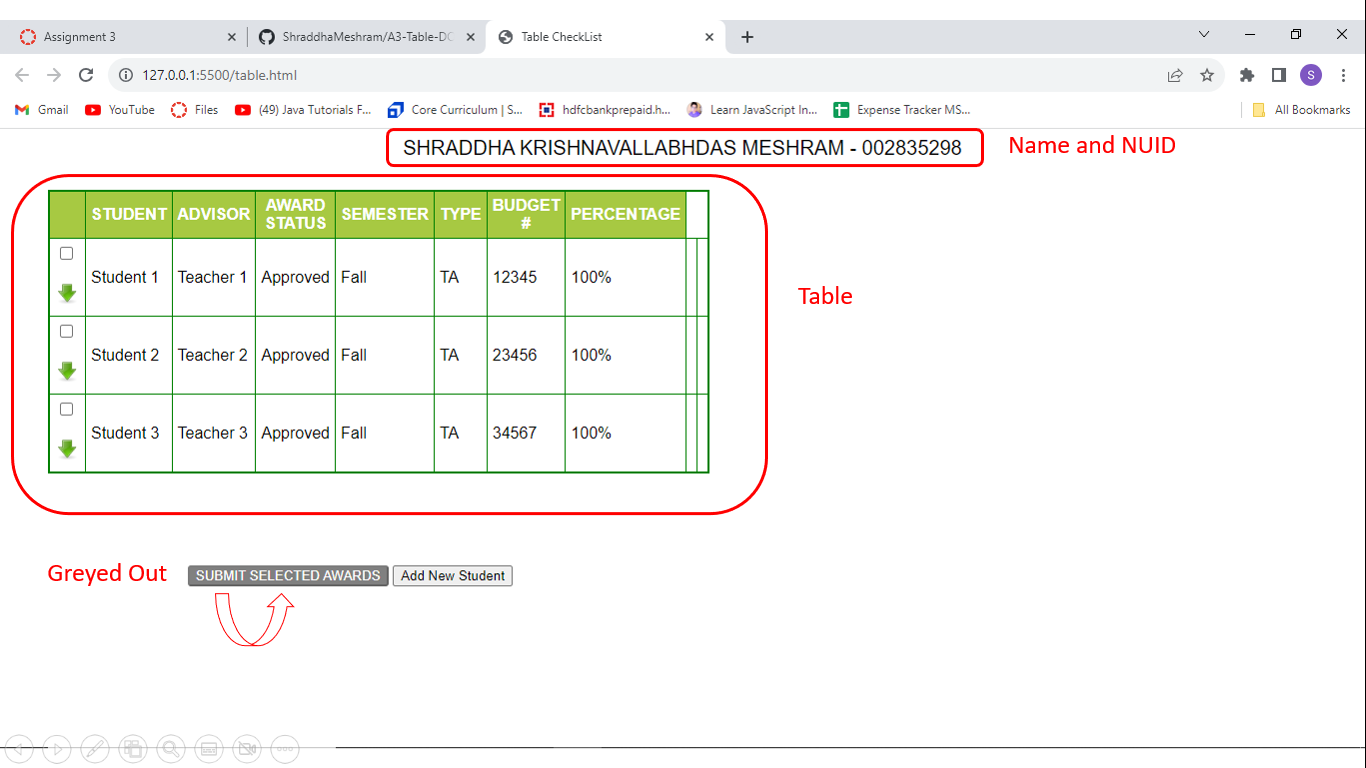 Assignment 3
ShraddhaMeshram/A3-Table-DO
Table CheckList
127.0.0.1:5500/table.html
S
Gmail
YouTube
Files
(49) Java Tutorials F...
Core Curriculum | S...
hdfcbankprepaid.h...
Learn JavaScript In...
Expense Tracker MS...
All Bookmarks
SHRADDHA KRISHNAVALLABHDAS MESHRAM - 002835298
Name and NUID
STUDENT ADVISOR AWARD STATUS SEMESTER TYPE BUDGET # PERCENTAGE
Student 1 Teacher 1 Approved Fall TA 12345 100%
Table
Student 2 Teacher 2 Approved Fall TA 23456 100%
Student 3 Teacher 3 Approved Fall TA 34567 100%
Greyed Out
SUBMIT SELECTED AWARDS
Add New Student